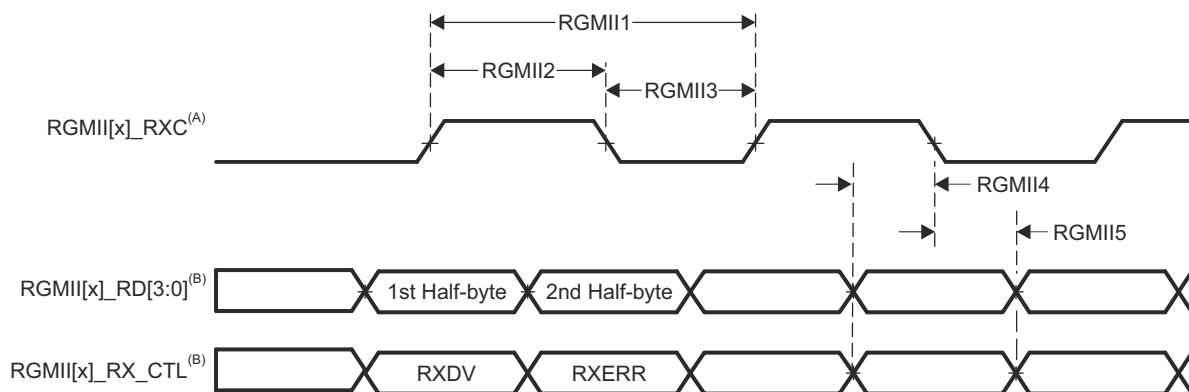 RGMII1
RGMII2
RGMII3
RGMII[x]_RXC(A)
RGMII4
RGMII5
RGMII[x]_RD[3:0](B)
1st Half-byte
2nd Half-byte
RGMII[x]_RX_CTL(B)
RXDV
RXERR